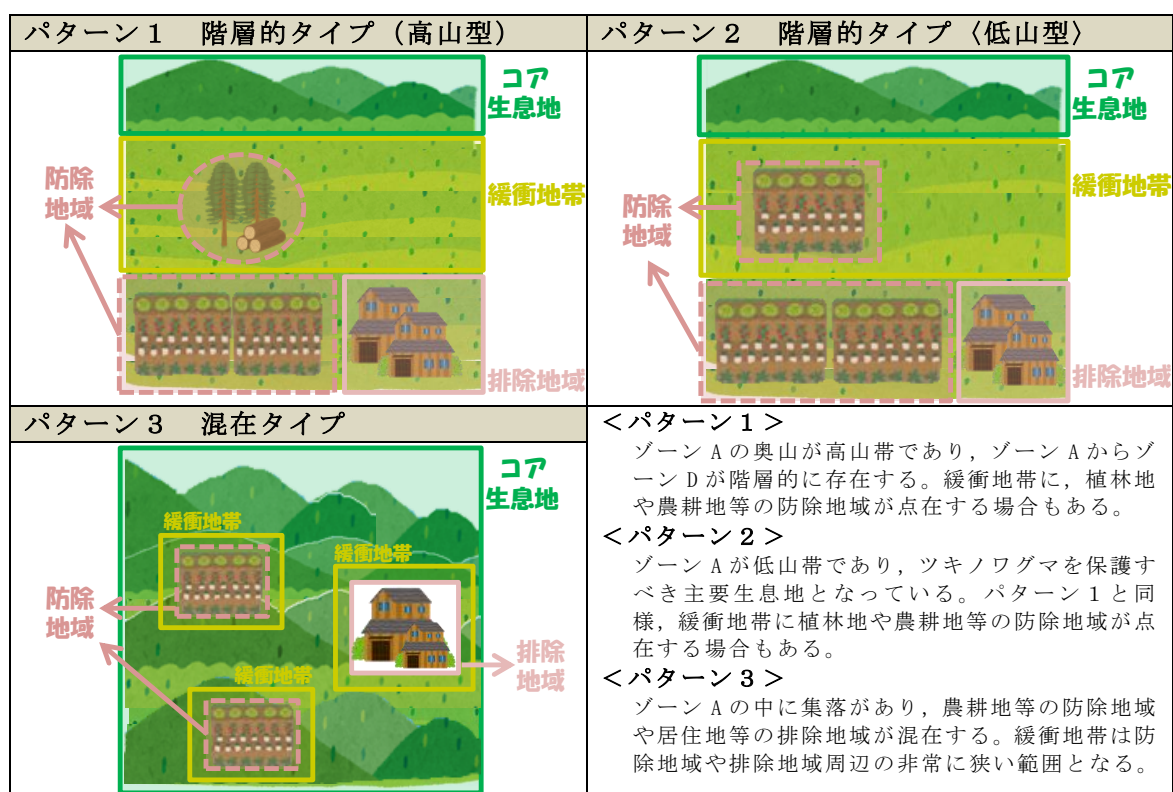 パターン１　階層的タイプ（高山型）
コア
生息地
防除
地域
緩衝地帯
排除地域
パターン２　階層的タイプ〈低山型〉
コア
生息地
防除
地域
緩衝地帯
排除地域
パターン３　混在タイプ
コア
生息地
緩衝地帯
緩衝地帯
防除
地域
排除
地域
緩衝地帯
＜パターン１＞
ゾーン A の奥山が高山帯であり，ゾーン A からゾ
ーン D が階層的に存在する。緩衝地帯に，植林地
や農耕地等の防除地域が点在する場合もある。
＜パターン２＞
ゾーン A が低山帯であり，ツキノワグマを保護す
べき主要生息地となっている。パターン１と同
様，緩衝地帯に植林地や農耕地等の防除地域が点
在する場合もある。
＜パターン３＞
ゾーン A の中に集落があり，農耕地等の防除地域
や居住地等の排除地域が混在する。緩衝地帯は防
除地域や排除地域周辺の非常に狭い範囲となる。